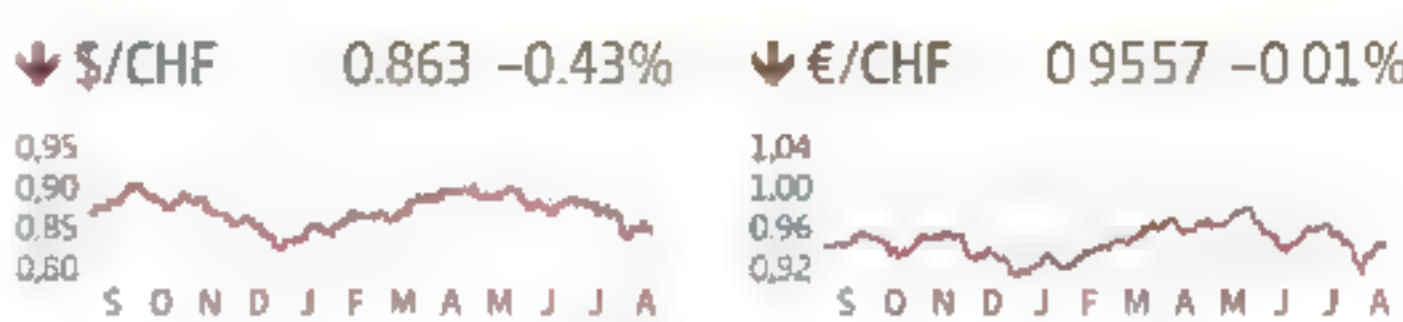 $/CHF 0.863 –0.43%
€/CHF 0.9557 –0.01%
0,95
0,90
0,85
0,80
S O N D J F M A M J J A
1,04
1,00
0,96
0,92
S O N D J F M A M J J A